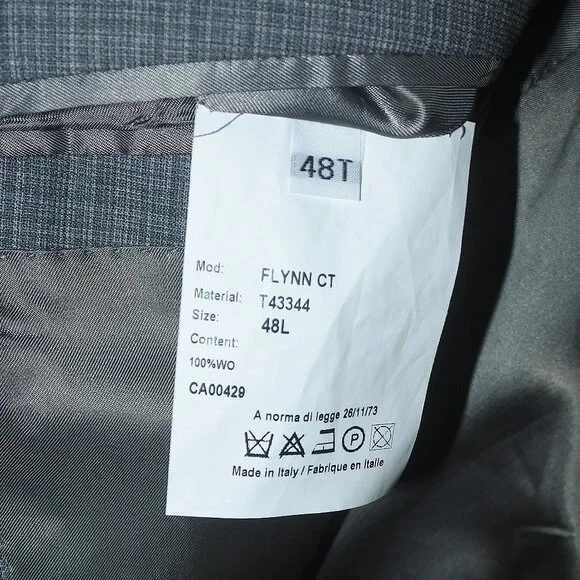 48T
Mod: FLYNN CT
Material: T43344
Size: 48L
Content:
100%WO
CA00429
A norma di legge 26/11/73
P
Made in Italy / Fabrique en Italie